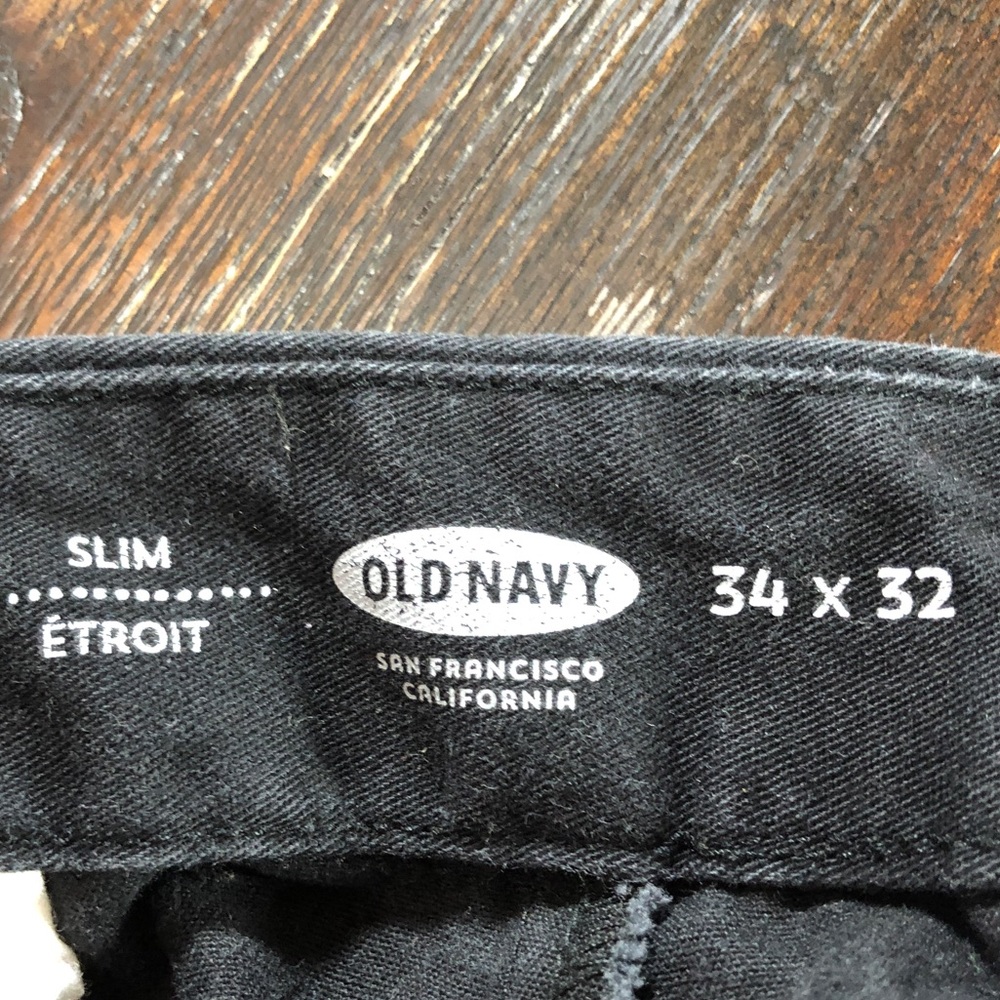 SLIM
ÉTROIT
OLD NAVY
SAN FRANCISCO
CALIFORNIA
34 x 32